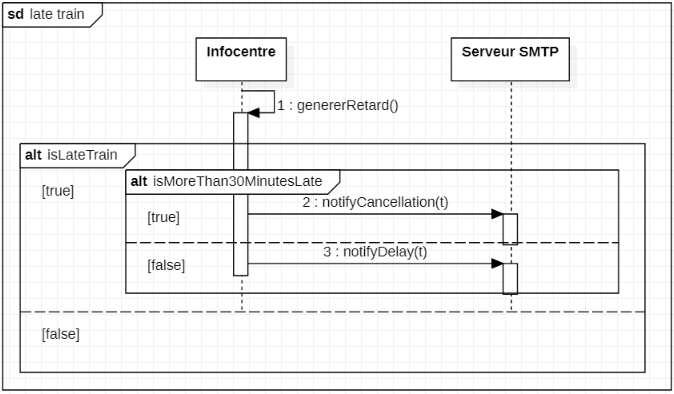 sd late train
Infocentre
Serveur SMTP
1 : genererRetard()
alt isLateTrain
[true]
alt isMoreThan30MinutesLate
2 : notifyCancellation(t)
[true]
3 : notifyDelay(t)
[false]
[false]